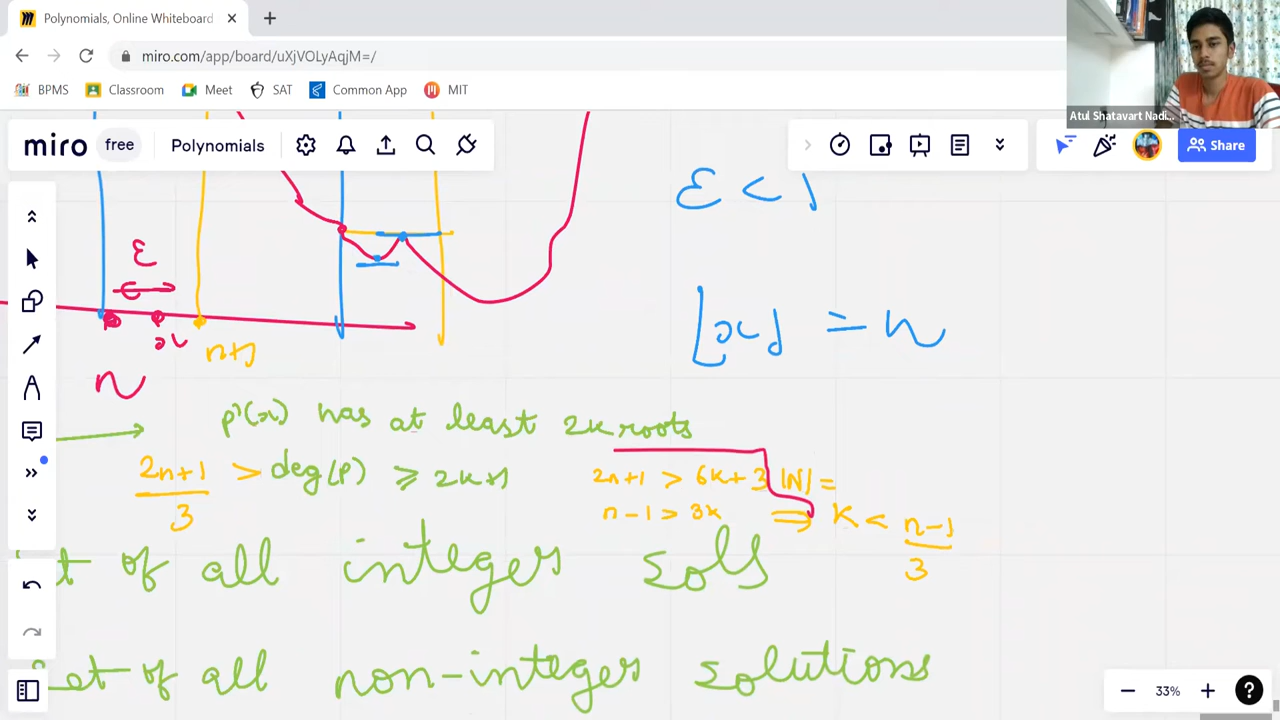 Polynomials, Online Whiteboard
miro.com/app/board/uXjVOLyAqjM=/
BPMS Classroom Meet SAT Common App MIT
Atul Shatavart Nadi...
miro free Polynomials
Share
ε < 1
ε
⌊x⌋ = n
x
n+1
n
p'(x) has at least 2k roots
2n+1/3 > deg(p) ≥ 2k+1
2n+1 > 6k+3 |N| =
n-1 > 3k ⟹ k < n-1/3
of all integer sols
set of all non-integer solutions
33%